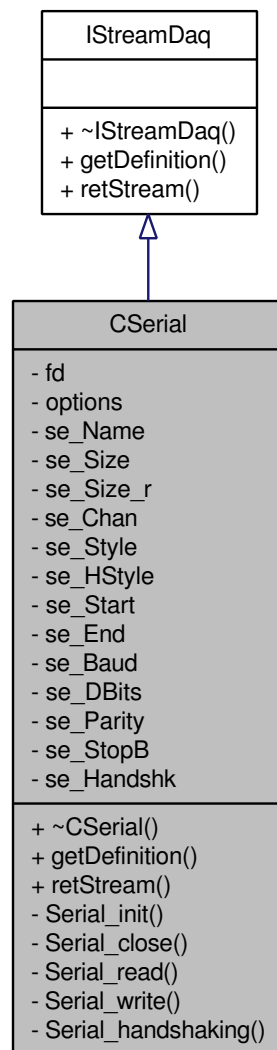 IStreamDaq
+ ~IStreamDaq()
+ getDefinition()
+ retStream()
CSerial
- fd
- options
- se_Name
- se_Size
- se_Size_r
- se_Chan
- se_Style
- se_HStyle
- se_Start
- se_End
- se_Baud
- se_DBits
- se_Parity
- se_StopB
- se_Handshk
+ ~CSerial()
+ getDefinition()
+ retStream()
- Serial_init()
- Serial_close()
- Serial_read()
- Serial_write()
- Serial_handshaking()